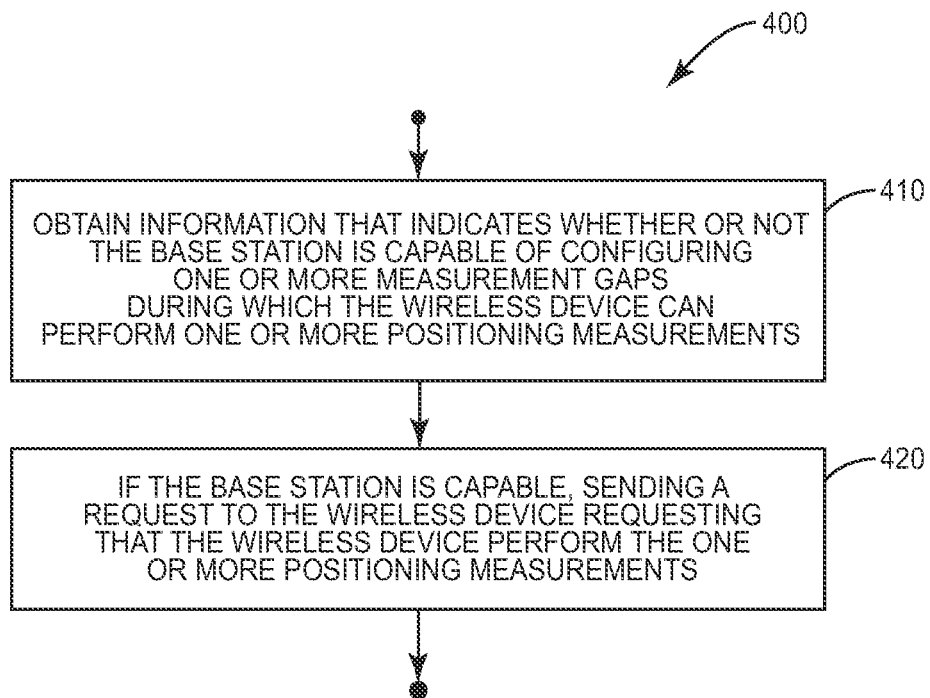 400
410
OBTAIN INFORMATION THAT INDICATES WHETHER OR NOT
THE BASE STATION IS CAPABLE OF CONFIGURING
ONE OR MORE MEASUREMENT GAPS
DURING WHICH THE WIRELESS DEVICE CAN
PERFORM ONE OR MORE POSITIONING MEASUREMENTS
420
IF THE BASE STATION IS CAPABLE, SENDING A
REQUEST TO THE WIRELESS DEVICE REQUESTING
THAT THE WIRELESS DEVICE PERFORM THE ONE
OR MORE POSITIONING MEASUREMENTS